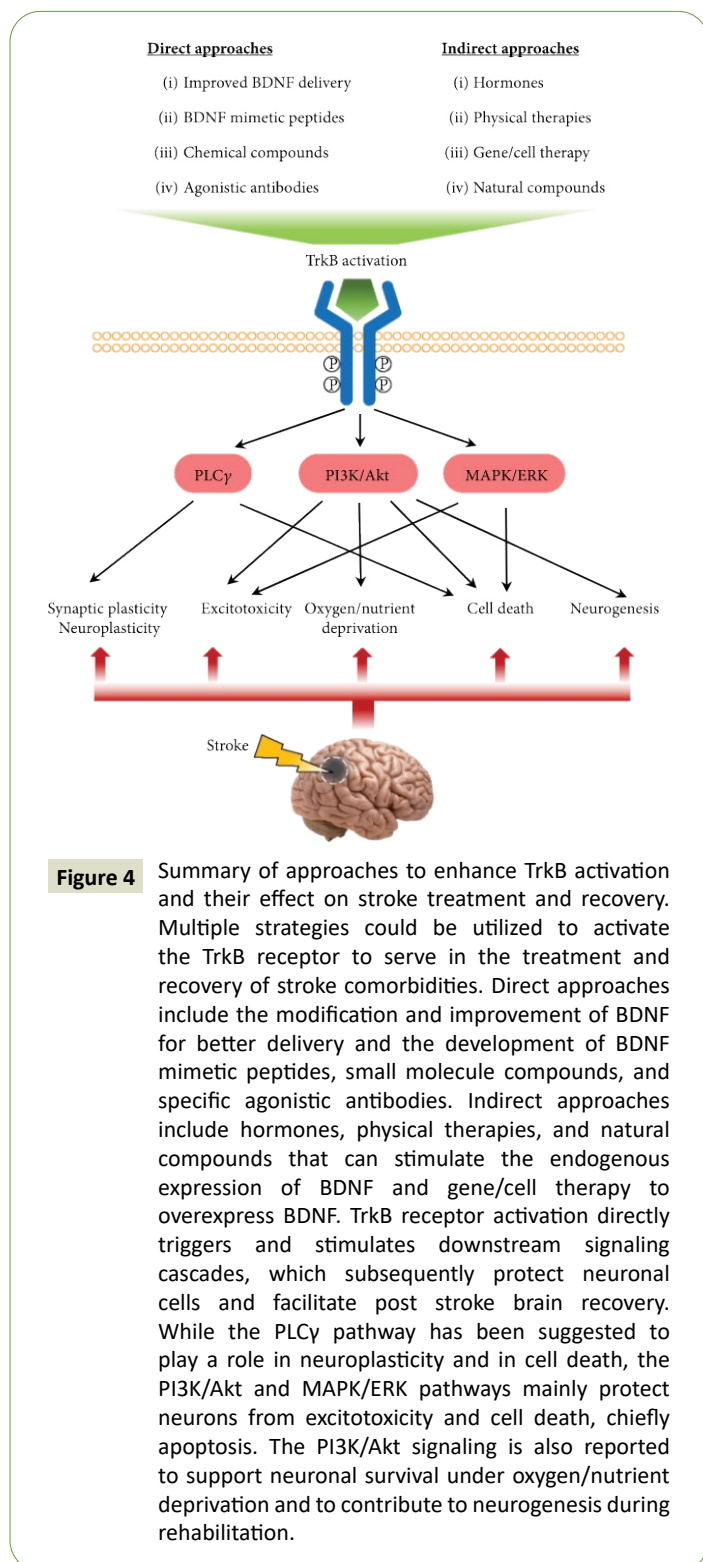 Direct approaches
(i) Improved BDNF delivery
(ii) BDNF mimetic peptides
(iii) Chemical compounds
(iv) Agonistic antibodies
Indirect approaches
(i) Hormones
(ii) Physical therapies
(iii) Gene/cell therapy
(iv) Natural compounds
TrkB activation
P P
P P
PLCγ PI3K/Akt MAPK/ERK
Synaptic plasticity
Neuroplasticity
Excitotoxicity
Oxygen/nutrient
deprivation
Cell death
Neurogenesis
Stroke
Figure 4
Summary of approaches to enhance TrkB activation
and their effect on stroke treatment and recovery.
Multiple strategies could be utilized to activate
the TrkB receptor to serve in the treatment and
recovery of stroke comorbidities. Direct approaches
include the modification and improvement of BDNF
for better delivery and the development of BDNF
mimetic peptides, small molecule compounds, and
specific agonistic antibodies. Indirect approaches
include hormones, physical therapies, and natural
compounds that can stimulate the endogenous
expression of BDNF and gene/cell therapy to
overexpress BDNF. TrkB receptor activation directly
triggers and stimulates downstream signaling
cascades, which subsequently protect neuronal
cells and facilitate post stroke brain recovery.
While the PLCγ pathway has been suggested to
play a role in neuroplasticity and in cell death, the
PI3K/Akt and MAPK/ERK pathways mainly protect
neurons from excitotoxicity and cell death, chiefly
apoptosis. The PI3K/Akt signaling is also reported
to support neuronal survival under oxygen/nutrient
deprivation and to contribute to neurogenesis during
rehabilitation.